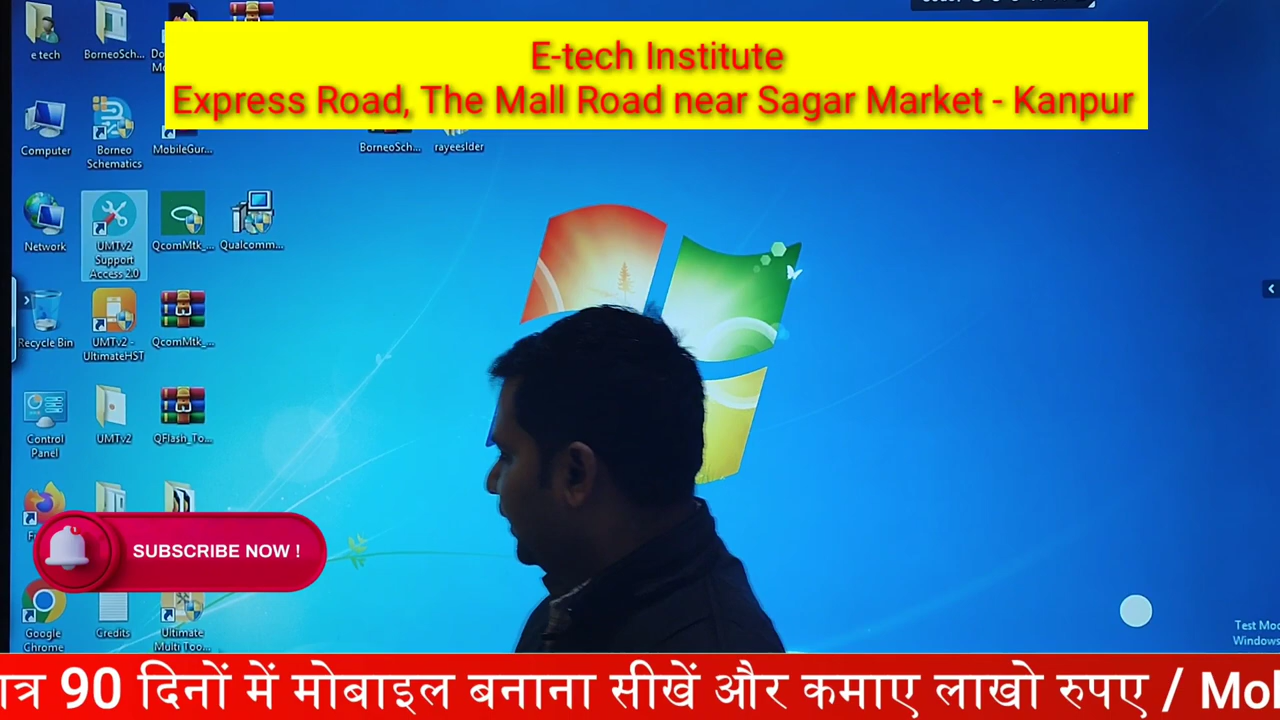 E-tech Institute
Express Road, The Mall Road near Sagar Market - Kanpur
e tech
BorneoSch...
Computer
Borneo
Schematics
MobileGur...
BorneoSch...
rayeeslder
Network
UMTv2
Support
Access 2.0
QcomMtk_...
Qualcomm...
Recycle Bin
UMTv2 -
UltimateHST
QcomMtk_...
Control
Panel
UMTv2
QFlash_To...
SUBSCRIBE NOW !
Google
Chrome
Credits
Ultimate
Multi Too...
Test Mod
Windows
90 दिनों में मोबाइल बनाना सीखें और कमाए लाखो रुपए /